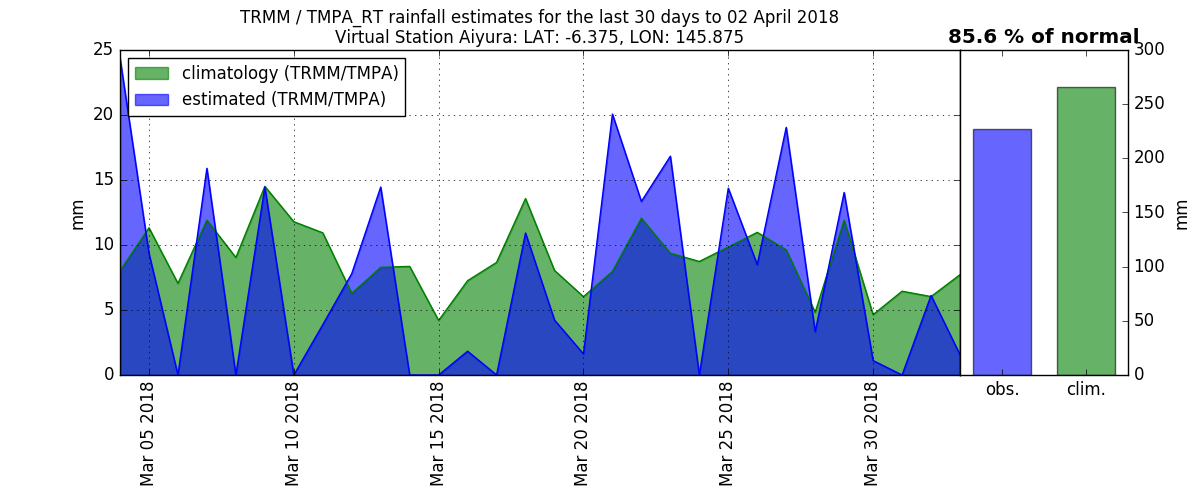 TRMM / TMPA_RT rainfall estimates for the last 30 days to 02 April 2018
Virtual Station Aiyura: LAT: -6.375, LON: 145.875
85.6 % of normal
climatology (TRMM/TMPA)
estimated (TRMM/TMPA)
25
20
15
10
5
0
mm
Mar 05 2018
Mar 10 2018
Mar 15 2018
Mar 20 2018
Mar 25 2018
Mar 30 2018
obs.
clim.
300
250
200
150
100
50
0
mm